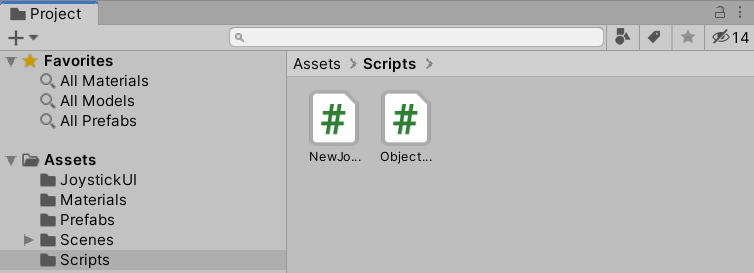 Project
14
Favorites
All Materials
All Models
All Prefabs
Assets
JoystickUI
Materials
Prefabs
Scenes
Scripts
Assets > Scripts >
NewJo...
Object...